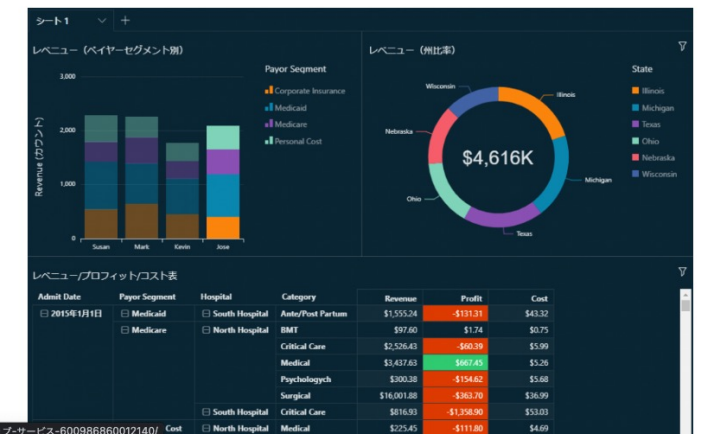 シート1
レベニュー (ペイヤーセグメント別)
3,000
2,000
1,000
0
Revenue (カウント)
Susan Mark Kevin Jose
Payor Segment
Corporate Insurance
Medicaid
Medicare
Personal Cost
レベニュー (州比率)
Wisconsin
Illinois
Nebraska
$4,616K
Michigan
Ohio
Texas
State
Illinois
Michigan
Texas
Ohio
Nebraska
Wisconsin
レベニュー/プロフィット/コスト表
Admit Date Payor Segment Hospital Category Revenue Profit Cost
2015年1月1日 Medicaid South Hospital Ante/Post Partum $1,555.24 -$131.31 $43.32
Medicare North Hospital BMT $97.60 $1.74 $0.75
Critical Care $2,526.43 -$60.39 $5.99
Medical $3,437.63 $667.45 $5.26
Psychologych $300.38 -$154.62 $5.68
Surgical $16,001.88 -$363.70 $36.99
South Hospital Critical Care $816.93 -$1,358.90 $53.03
Cost North Hospital Medical $225.45 -$111.80 $4.69
プ-サービス-600986860012140/